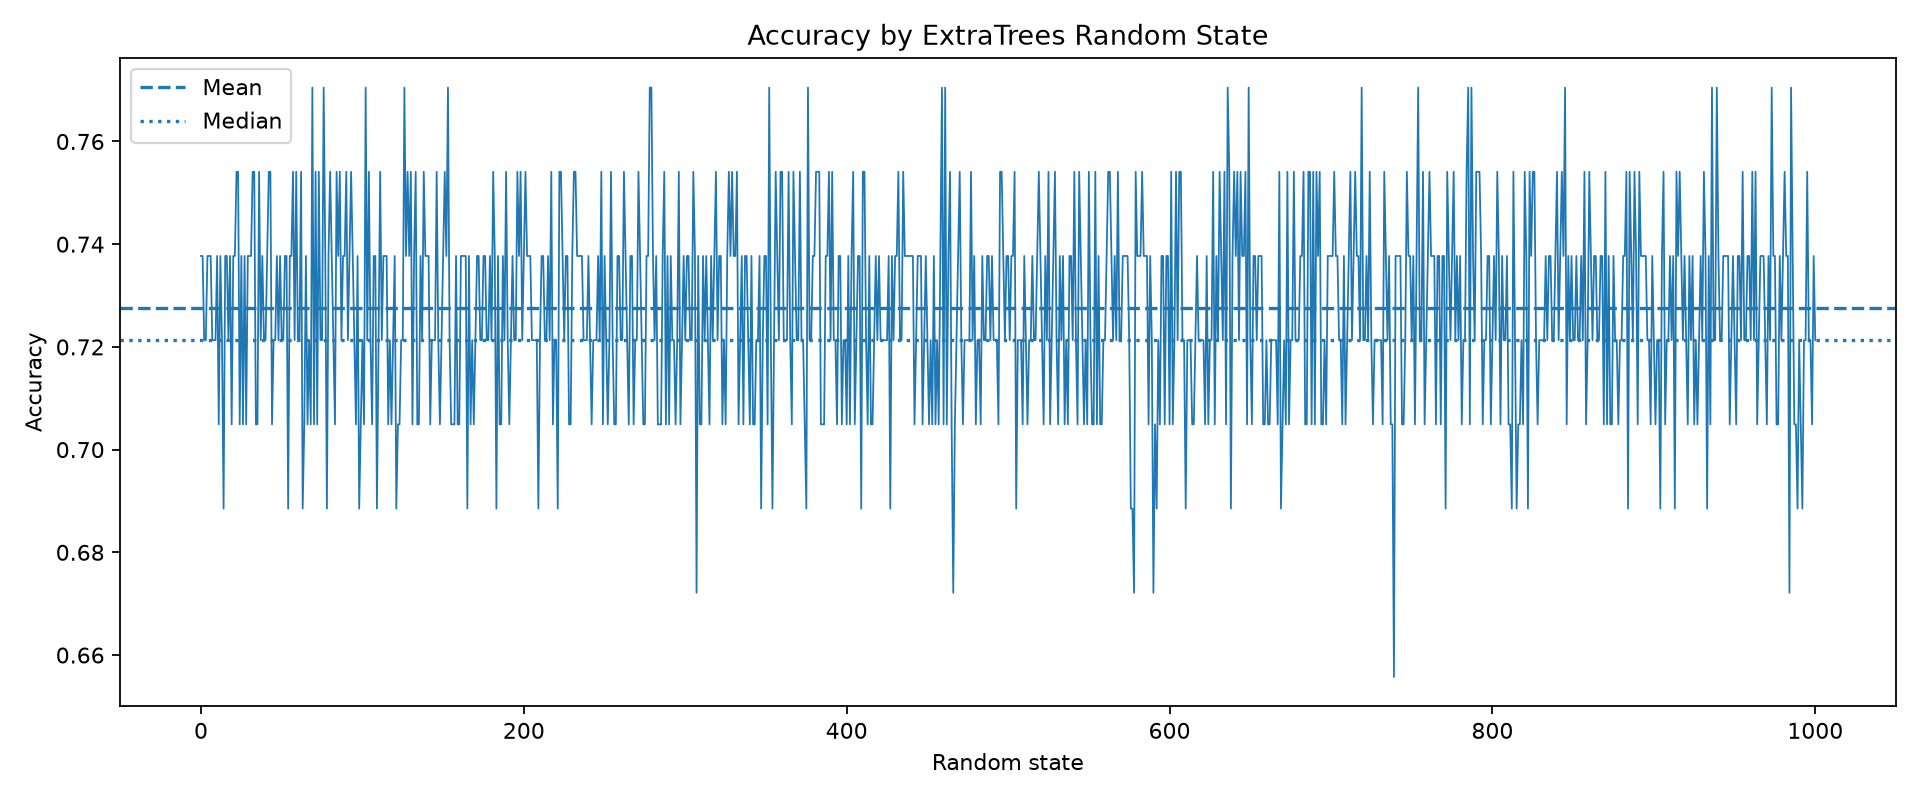 Accuracy by ExtraTrees Random State
Mean
Median
Accuracy
0.76
0.74
0.72
0.70
0.68
0.66
0 200 400 600 800 1000
Random state